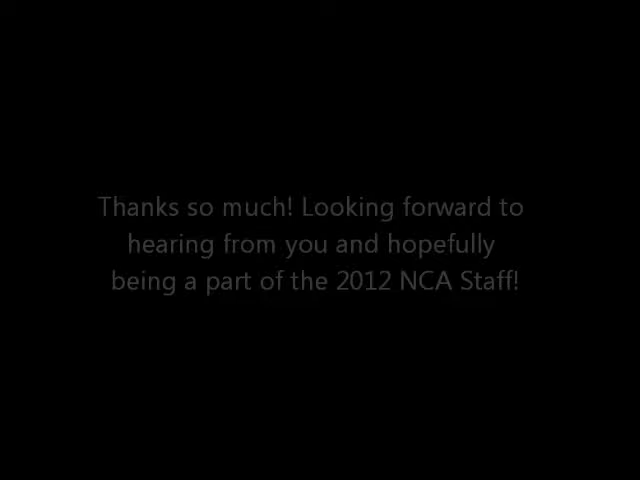 Thanks so much! Looking forward to
hearing from you and hopefully
being a part of the 2012 NCA Staff!